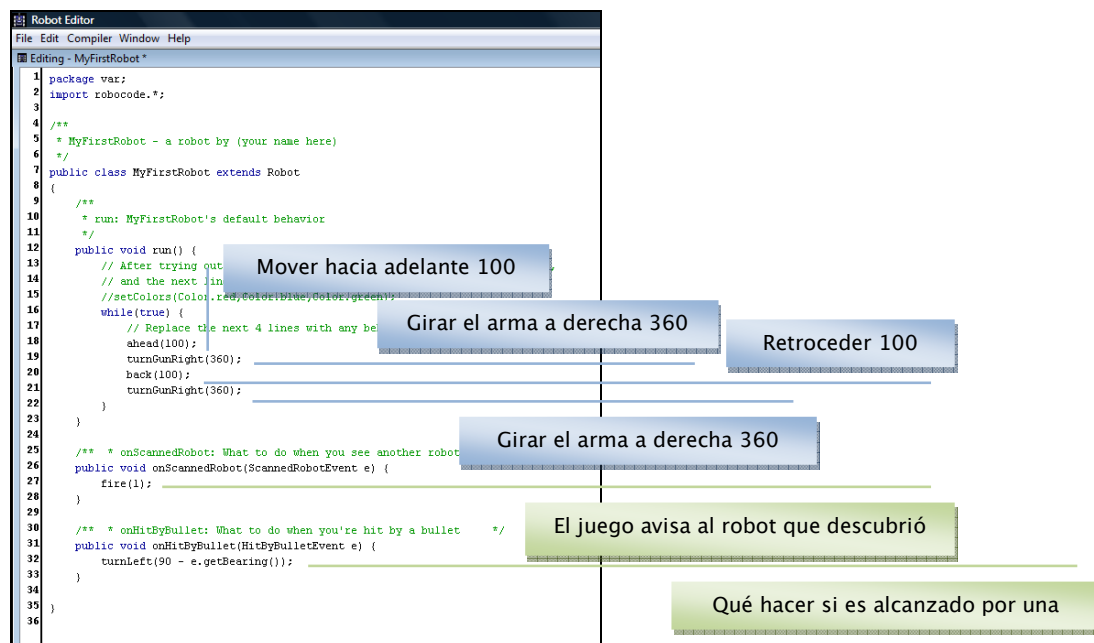 Robot Editor
File Edit Compiler Window Help
Editing - MyFirstRobot *
1 package var;
2 import robocode.*;
3
4 /**
5 * MyFirstRobot - a robot by (your name here)
6 */
7 public class MyFirstRobot extends Robot
8 {
9 /**
10 * run: MyFirstRobot's default behavior
11 */
12 public void run() {
13 // After trying out
14 // and the next
15 //setColors(Color.red,Color.blue,Color.green);
16 while(true) {
17 // Replace the next 4 lines with any
18 ahead(100);
19 turnGunRight(360);
20 back(100);
21 turnGunRight(360);
22 }
23 }
24
25 /** * onScannedRobot: What to do when you see another robot
26 public void onScannedRobot(ScannedRobotEvent e) {
27 fire(1);
28 }
29
30 /** * onHitByBullet: What to do when you're hit by a bullet */
31 public void onHitByBullet(HitByBulletEvent e) {
32 turnLeft(90 - e.getBearing());
33 }
34
35 }
36
Mover hacia adelante 100
Girar el arma a derecha 360
Retroceder 100
Girar el arma a derecha 360
El juego avisa al robot que descubrió
Qué hacer si es alcanzado por una